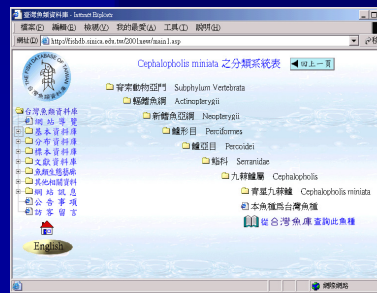 臺灣魚類資料庫 - Internet Explorer
檔案(F) 編輯(E) 檢視(V) 我的最愛(A) 工具(T) 說明(H)
網址(D) http://fishdb.sinica.edu.tw/2001new/main1.asp
THE FISH DATABASE OF TAIWAN
Cephalopholis miniata 之分類系統表 回上一頁
脊索動物亞門 Subphylum Vertebrata
輻鰭魚綱 Actinopterygii
新鰭魚亞綱 Neopterygii
鱸形目 Perciformes
鱸亞目 Percoidei
鮨科 Serranidae
九棘鱸屬 Cephalopholis
青星九棘鱸 Cephalopholis miniata
本魚種為台灣魚種
從台灣魚庫查詢此魚種
台灣魚類資料庫
網站導覽
基本資料庫
分布資料庫
標本資料庫
文獻資料庫
魚類生態藝廊
其他相關資料
網站訊息
公告事項
訪客留言
English
網際網路